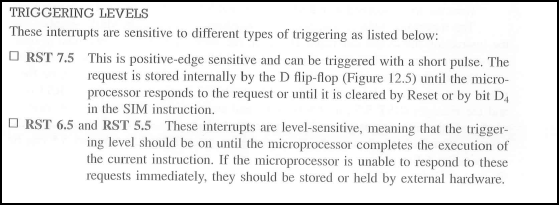 TRIGGERING LEVELS
These interrupts are sensitive to different types of triggering as listed below:
□ RST 7.5 This is positive-edge sensitive and can be triggered with a short pulse. The
request is stored internally by the D flip-flop (Figure 12.5) until the micro-
processor responds to the request or until it is cleared by Reset or by bit D₄
in the SIM instruction.
□ RST 6.5 and RST 5.5 These interrupts are level-sensitive, meaning that the trigger-
ing level should be on until the microprocessor completes the execution of
the current instruction. If the microprocessor is unable to respond to these
requests immediately, they should be stored or held by external hardware.